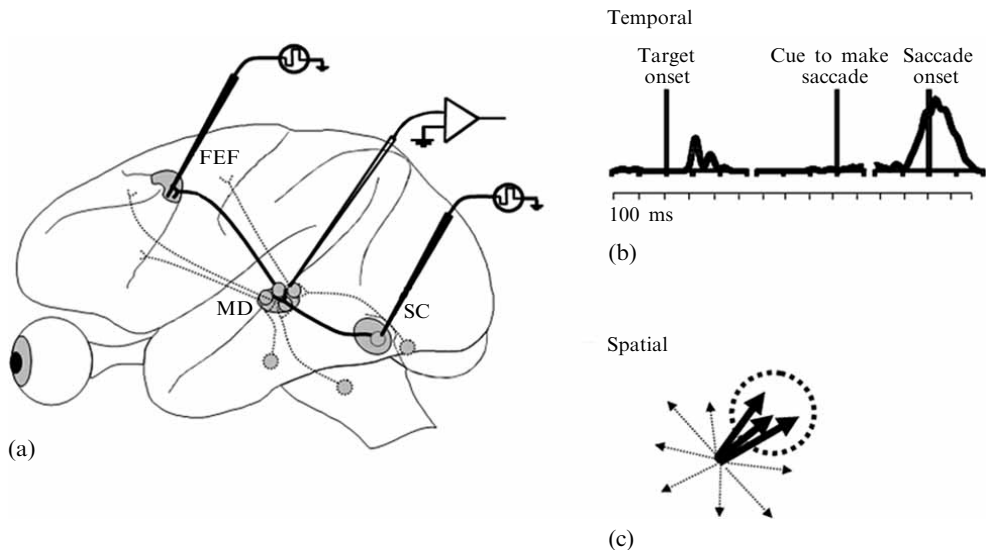 FEF
MD
SC
(a)
Temporal
Target onset
Cue to make saccade
Saccade onset
100 ms
(b)
Spatial
(c)